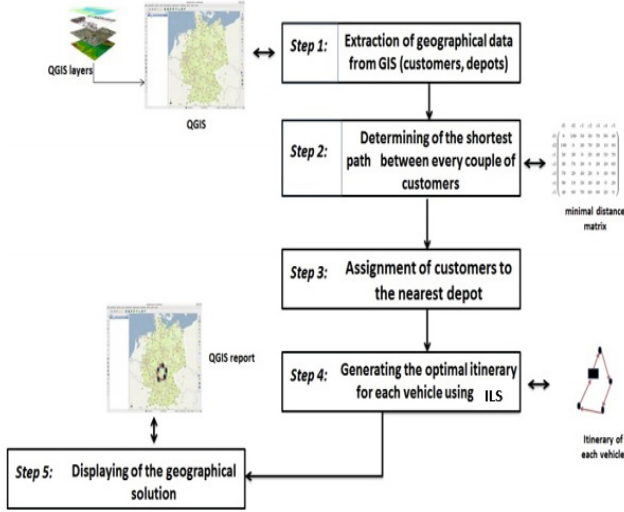 Step 1:
Extraction of geographical data
from GIS (customers, depots)
QGIS layers
QGIS
Step 2:
Determining of the shortest
path between every couple of
customers
minimal distance
matrix
Step 3:
Assignment of customers to
the nearest depot
QGIS report
Step 4:
Generating the optimal itinerary
for each vehicle using ILS
Itinerary of
each vehicle
Step 5:
Displaying of the geographical
solution